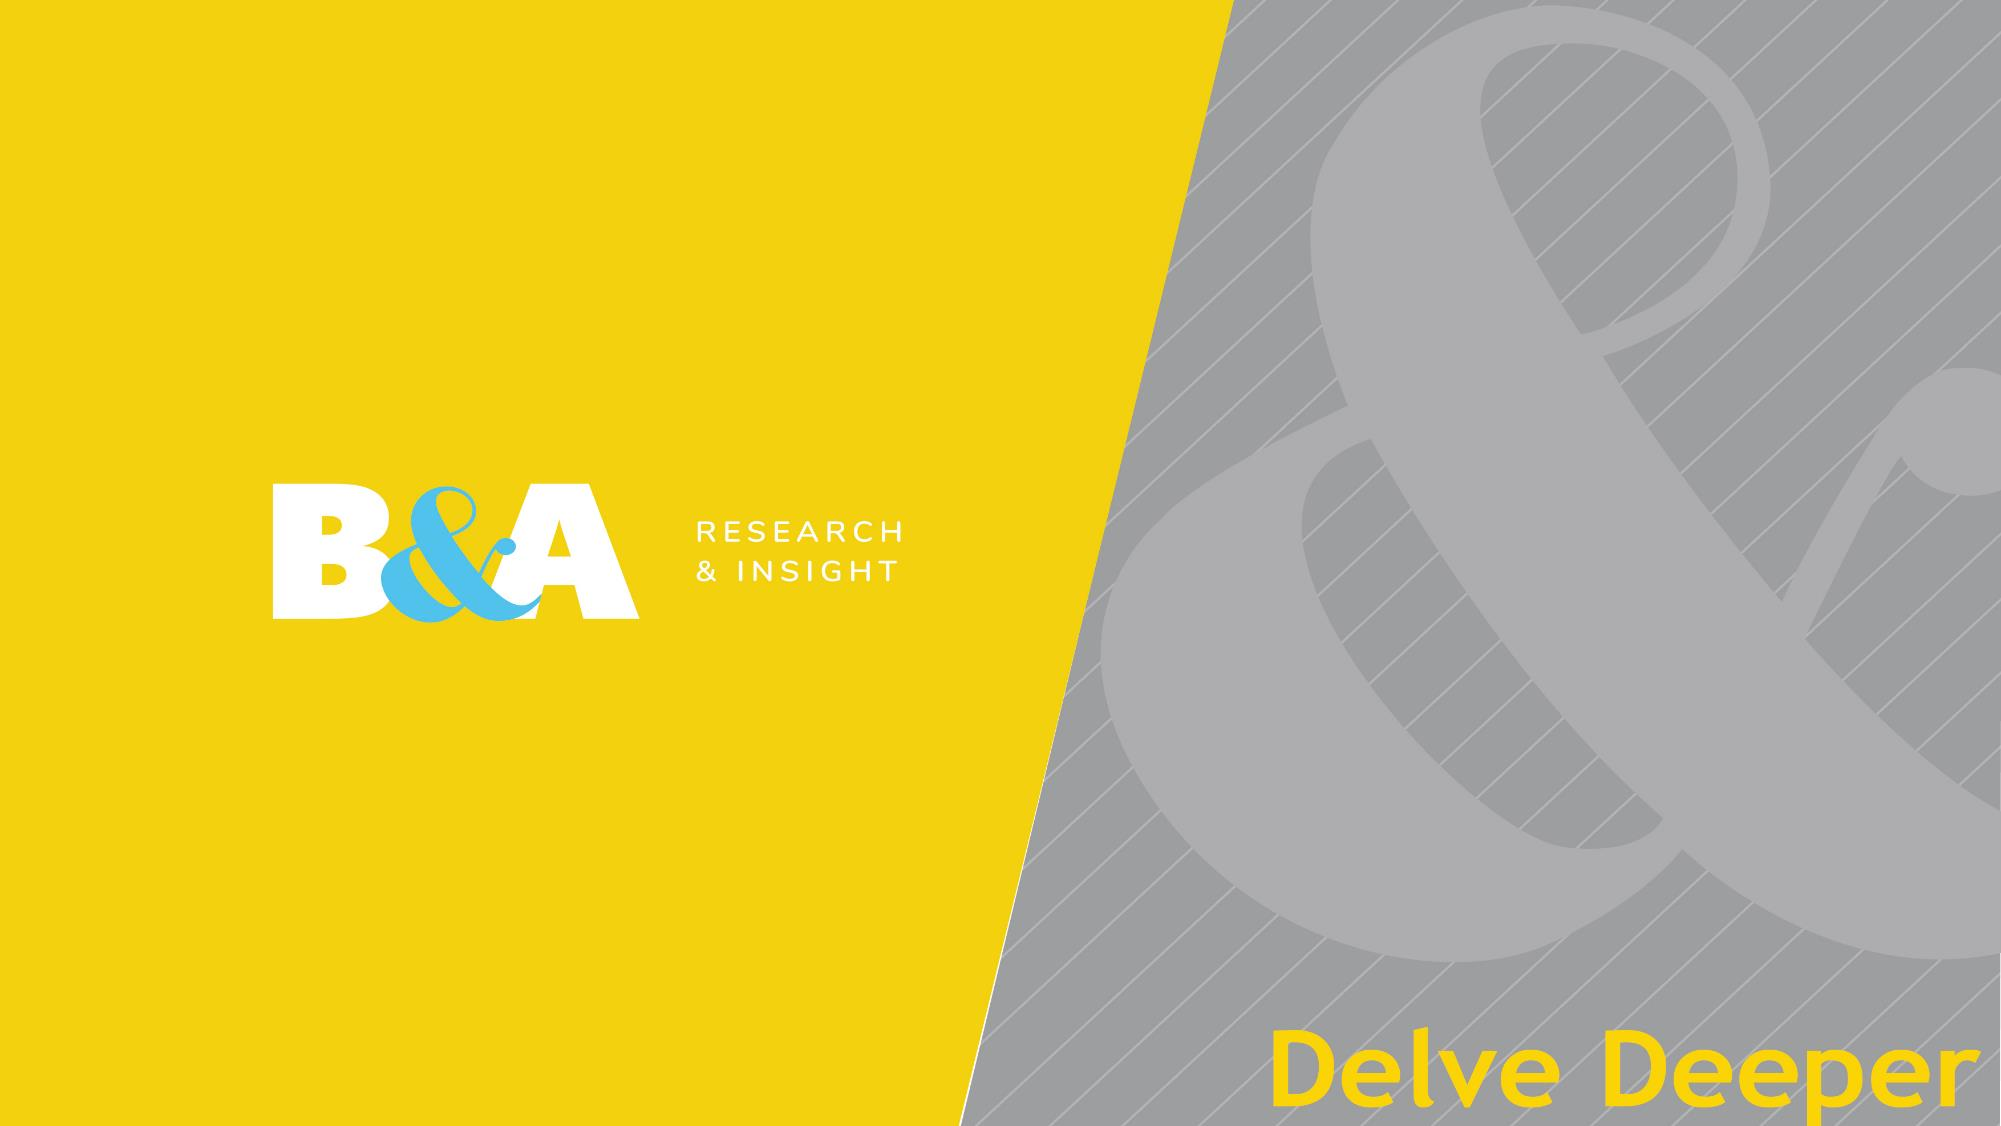 B&A
RESEARCH
& INSIGHT
&
Delve Deeper